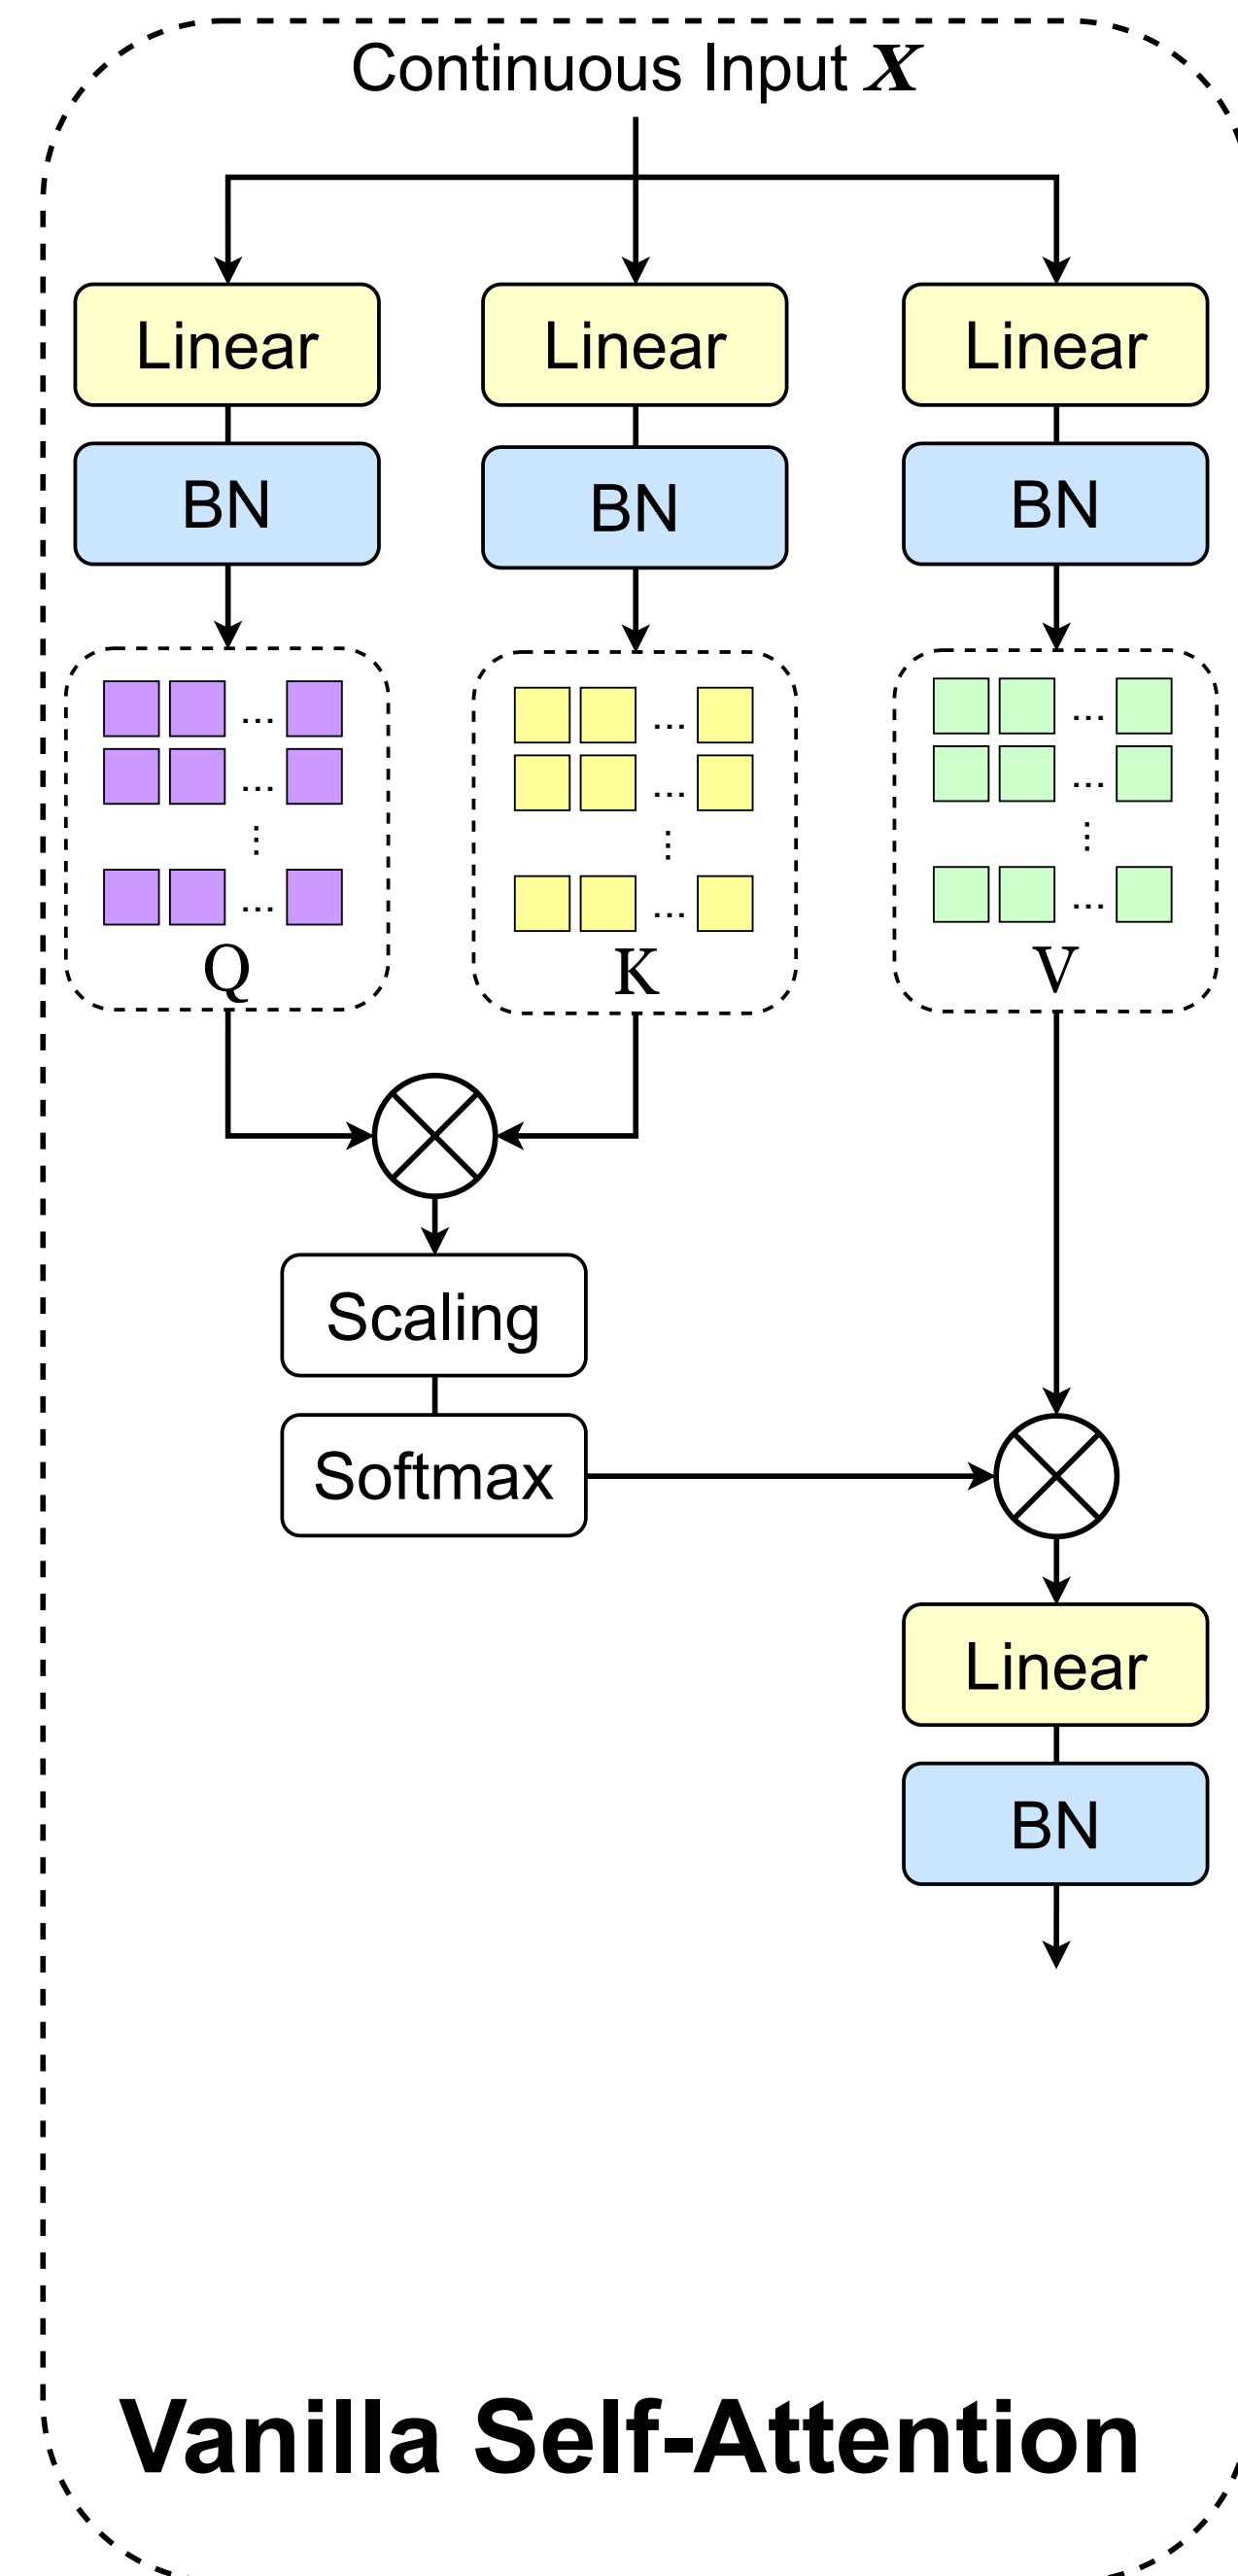 Continuous Input X
Linear Linear Linear
BN BN BN
... ... ...
... ... ...
... ... ...
... ... ...
Q K V
Scaling
Softmax
Linear
BN
Vanilla Self-Attention